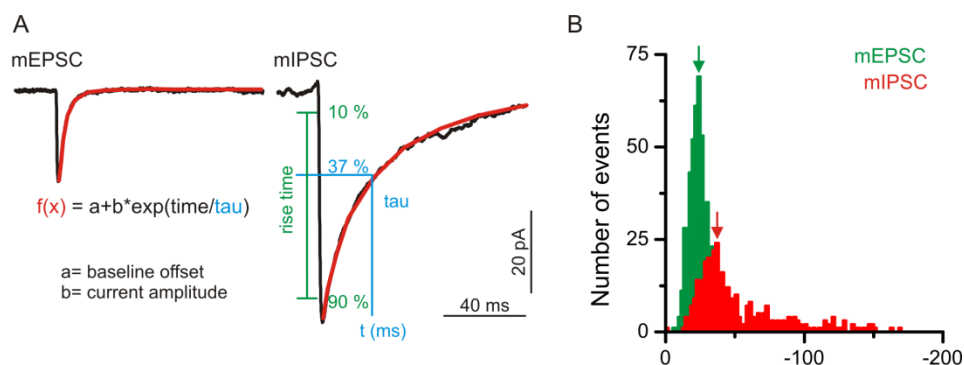 A
mEPSC
mIPSC
10 %
37 %
rise time
tau
f(x) = a+b*exp(time/tau)
a= baseline offset
b= current amplitude
90 %
t (ms)
20 pA
40 ms
B
mEPSC
mIPSC
Number of events
75
50
25
0
0
-100
-200